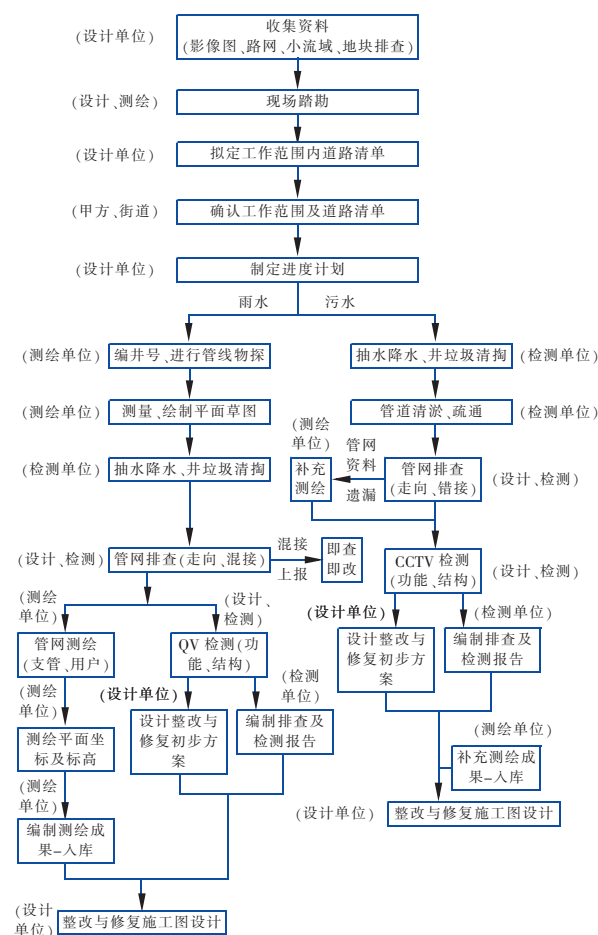 (设计单位)
收集资料
(影像图、路网、小流域、地块排查)
(设计、测绘)
现场踏勘
(设计单位)
拟定工作范围内道路清单
(甲方、街道)
确认工作范围及道路清单
(设计单位)
制定进度计划
雨水
污水
(测绘单位)
编井号、进行管线物探
抽水降水、井垃圾清掏
(检测单位)
(测绘单位)
测量、绘制平面草图
管道清淤、疏通
(检测单位)
(检测单位)
抽水降水、井垃圾清掏
(测绘
单位)
补充
测绘
管网
资料
遗漏
管网排查
(走向、错接)
(设计、检测)
(设计、检测)
管网排查(走向、混接)
混接
上报
即查
即改
CCTV 检测
(功能、结构)
(设计、检测)
(测绘
单位)
管网测绘
(支管、用户)
(设计、
检测)
QV 检测(功
能、结构)
(设计单位)
设计整改与
修复初步方
案
(检测单位)
编制排查及
检测报告
(测绘
单位)
测绘平面坐
标及标高
(设计单位)
设计整改与
修复初步方
案
(检测
单位)
编制排查及
检测报告
(测绘单位)
补充测绘成
果–入库
(测绘
单位)
编制测绘成
果–入库
(设计单位)
整改与修复施工图设计
(设计
单位)
整改与修复施工图设计